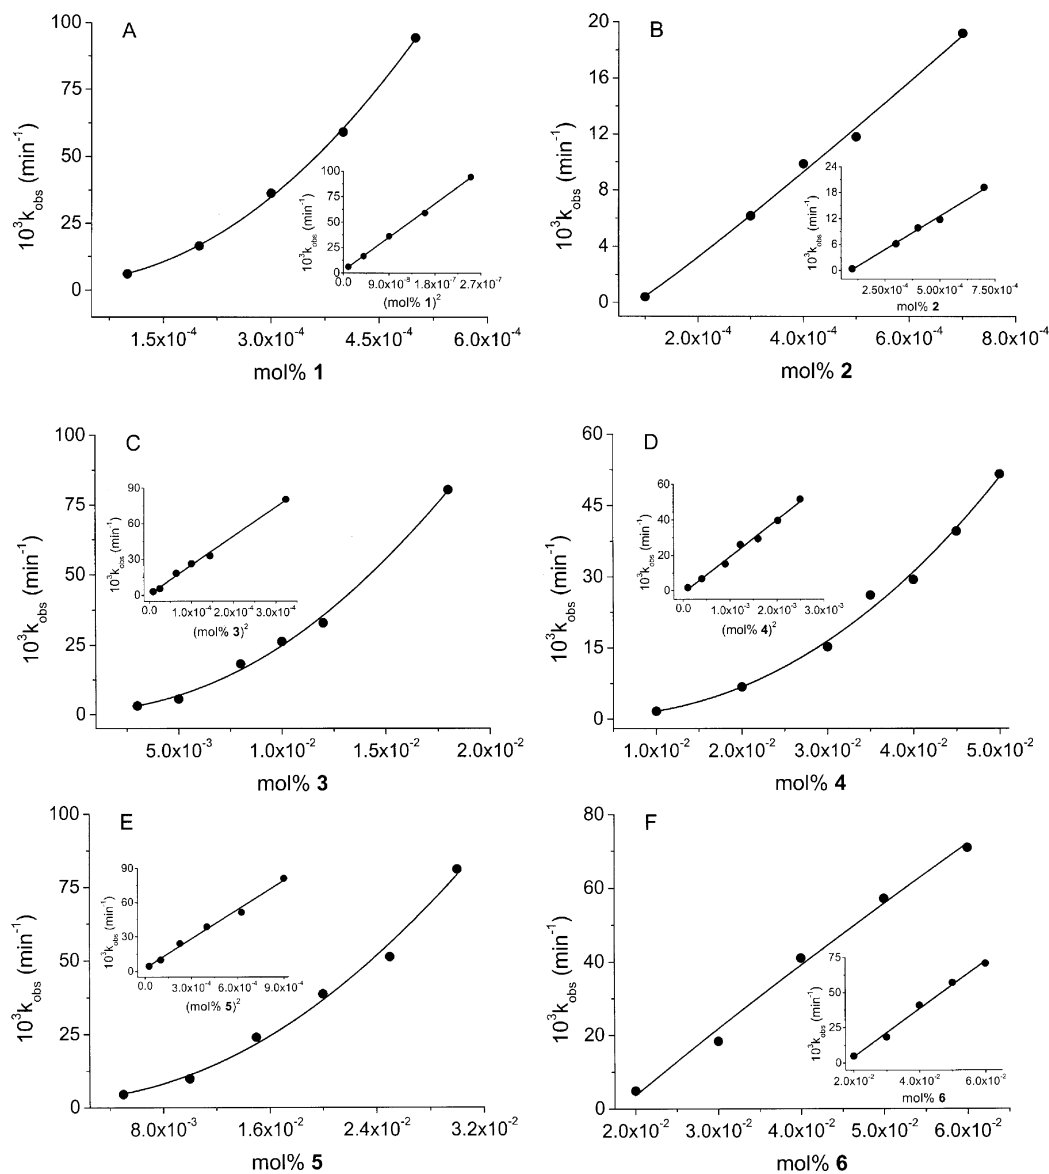 A
10³k_obs (min⁻¹)
100
75
50
25
0
1.5x10⁻⁴ 3.0x10⁻⁴ 4.5x10⁻⁴ 6.0x10⁻⁴
mol% 1
10³k_obs (min⁻¹)
100
75
50
25
0
0.0 9.0x10⁻⁸ 1.8x10⁻⁷ 2.7x10⁻⁷
(mol% 1)²
B
10³k_obs (min⁻¹)
20
16
12
8
4
0
2.0x10⁻⁴ 4.0x10⁻⁴ 6.0x10⁻⁴ 8.0x10⁻⁴
mol% 2
10³k_obs (min⁻¹)
24
18
12
6
0
2.50x10⁻⁴ 5.00x10⁻⁴ 7.50x10⁻⁴
mol% 2
C
10³k_obs (min⁻¹)
100
75
50
25
0
5.0x10⁻³ 1.0x10⁻² 1.5x10⁻² 2.0x10⁻²
mol% 3
10³k_obs (min⁻¹)
90
60
30
0
0.0 1.0x10⁻⁴ 2.0x10⁻⁴ 3.0x10⁻⁴
(mol% 3)²
D
10³k_obs (min⁻¹)
60
45
30
15
0
1.0x10⁻² 2.0x10⁻² 3.0x10⁻² 4.0x10⁻² 5.0x10⁻²
mol% 4
10³k_obs (min⁻¹)
60
40
20
0
0.0 1.0x10⁻³ 2.0x10⁻³ 3.0x10⁻³
(mol% 4)²
E
10³k_obs (min⁻¹)
100
75
50
25
0
8.0x10⁻³ 1.6x10⁻² 2.4x10⁻² 3.2x10⁻²
mol% 5
10³k_obs (min⁻¹)
90
60
30
0
0.0 3.0x10⁻⁴ 6.0x10⁻⁴ 9.0x10⁻⁴
(mol% 5)²
F
10³k_obs (min⁻¹)
80
60
40
20
0
2.0x10⁻² 3.0x10⁻² 4.0x10⁻² 5.0x10⁻² 6.0x10⁻²
mol% 6
10³k_obs (min⁻¹)
75
50
25
0
2.0x10⁻² 4.0x10⁻² 6.0x10⁻²
mol% 6